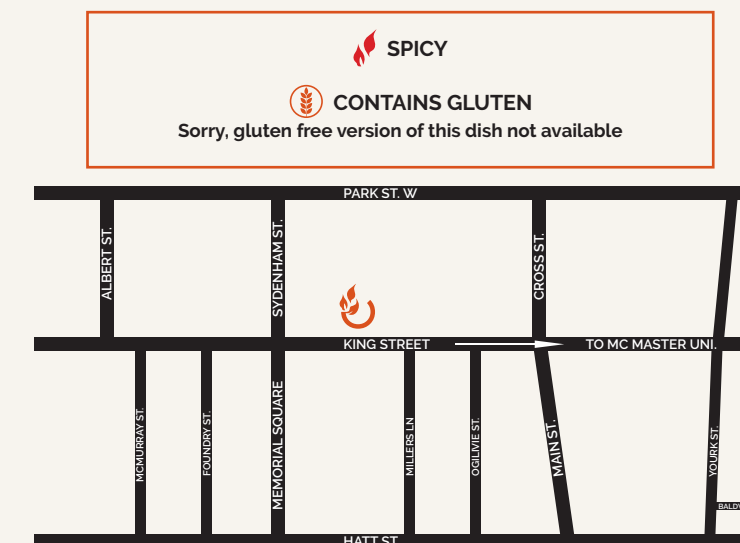 SPICY
CONTAINS GLUTEN
Sorry, gluten free version of this dish not available
PARK ST. W
ALBERT ST.
SYDENHAM ST.
CROSS ST.
KING STREET
TO MC MASTER UNI.
MCMURRAY ST.
FOUNDRY ST.
MEMORIAL SQUARE
MILLERS LN
OGILIVIE ST.
MAIN ST.
YOURK ST.
HATT ST